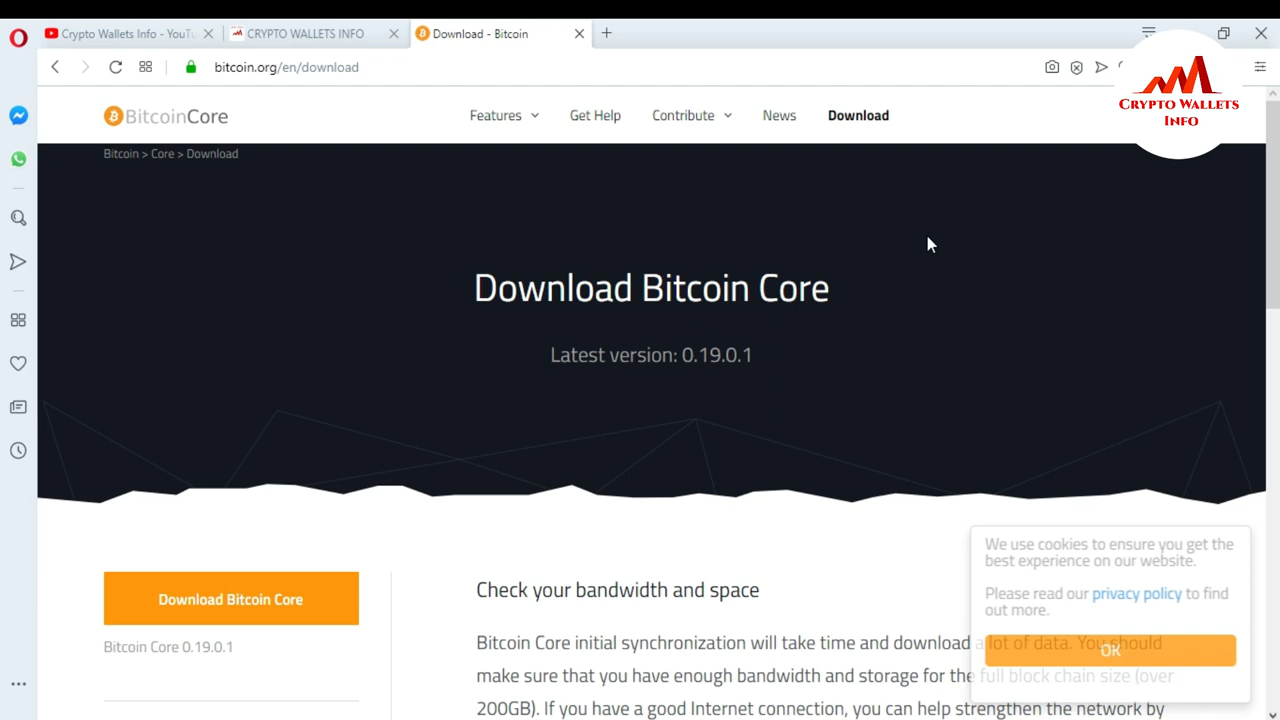 Crypto Wallets Info - YouTu
CRYPTO WALLETS INFO
Download - Bitcoin
bitcoin.org/en/download
CRYPTO WALLETS
INFO
BitcoinCore
Features
Get Help
Contribute
News
Download
Bitcoin > Core > Download
Download Bitcoin Core
Latest version: 0.19.0.1
We use cookies to ensure you get the
best experience on our website.
Please read our privacy policy to find
out more.
OK
Download Bitcoin Core
Bitcoin Core 0.19.0.1
Check your bandwidth and space
Bitcoin Core initial synchronization will take time and download a lot of data. You should
make sure that you have enough bandwidth and storage for the full block chain size (over
200GB). If you have a good Internet connection, you can help strengthen the network by